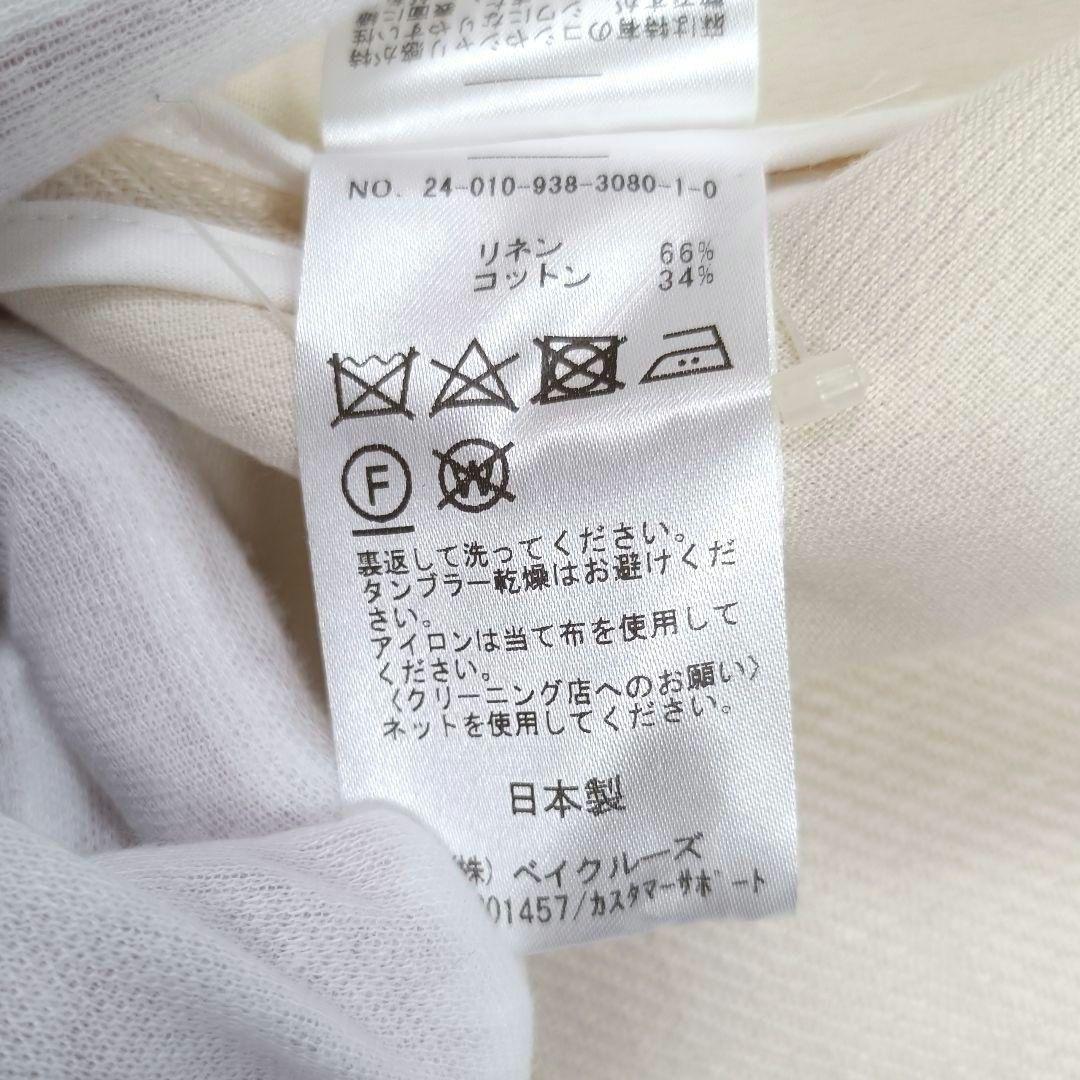 NO. 24-010-938-3080-1-0
リネン 66%
コットン 34%
F
W
裏返して洗ってください。
タンブラー乾燥はお避けくだ
さい。
アイロンは当て布を使用して
ください。
〈クリーニング店へのお願い〉
ネットを使用してください。
日本製
株) ベイクルーズ
01457/カスタマーサポート